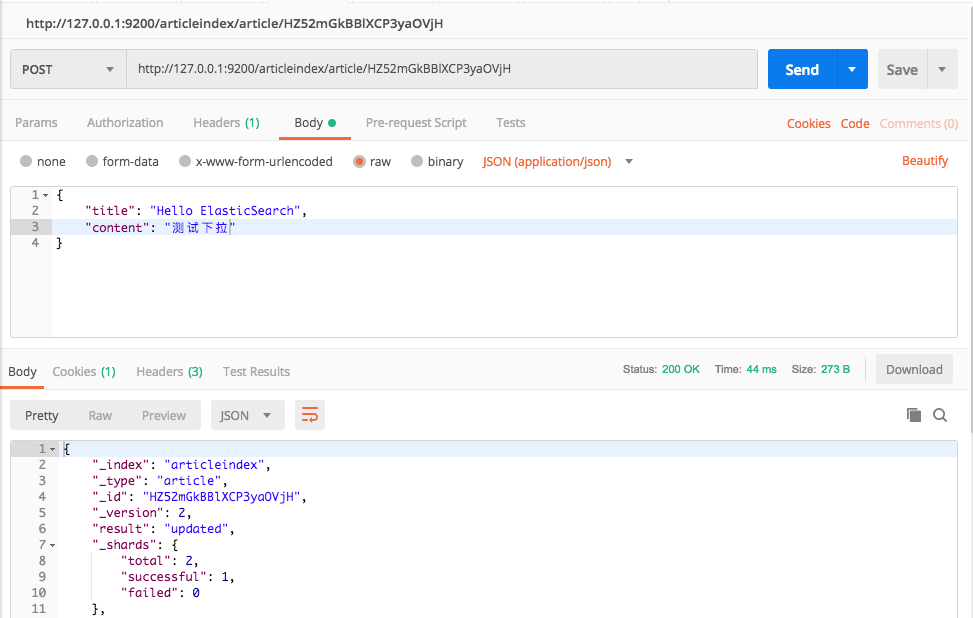 http://127.0.0.1:9200/articleindex/article/HZ52mGkBBlXCP3yaOVjH
POST http://127.0.0.1:9200/articleindex/article/HZ52mGkBBlXCP3yaOVjH Send Save
Params Authorization Headers (1) Body Pre-request Script Tests Cookies Code Comments (0)
none form-data x-www-form-urlencoded raw binary JSON (application/json) Beautify
1 {
2 "title": "Hello ElasticSearch",
3 "content": "测试下拉"
4 }
Body Cookies (1) Headers (3) Test Results Status: 200 OK Time: 44 ms Size: 273 B Download
Pretty Raw Preview JSON
1 {
2 "_index": "articleindex",
3 "_type": "article",
4 "_id": "HZ52mGkBBlXCP3yaOVjH",
5 "_version": 2,
6 "result": "updated",
7 "_shards": {
8 "total": 2,
9 "successful": 1,
10 "failed": 0
11 },